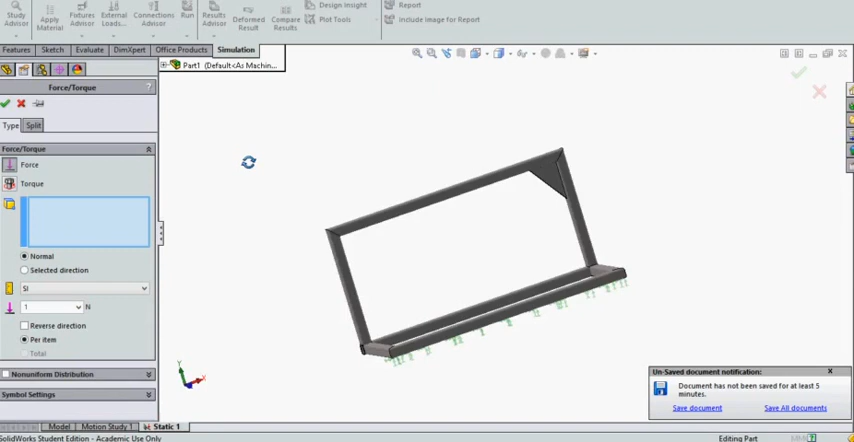 Study Advisor
Apply Material
Fixtures Advisor
External Loads...
Connections Advisor
Run
Results Advisor
Deformed Result
Compare Results
Design Insight
Plot Tools
Report
Include Image for Report
Features
Sketch
Evaluate
DimXpert
Office Products
Simulation
Part1 (Default<As Machin...
Force/Torque
?
Type
Split
Force/Torque
Force
Torque
Normal
Selected direction
SI
1
N
Reverse direction
Per item
Total
Nonuniform Distribution
Symbol Settings
Y
X
Un-Saved document notification:
Document has not been saved for at least 5
minutes.
Save document
Save All documents
Model
Motion Study 1
Static 1
SolidWorks Student Edition - Academic Use Only
Editing Part